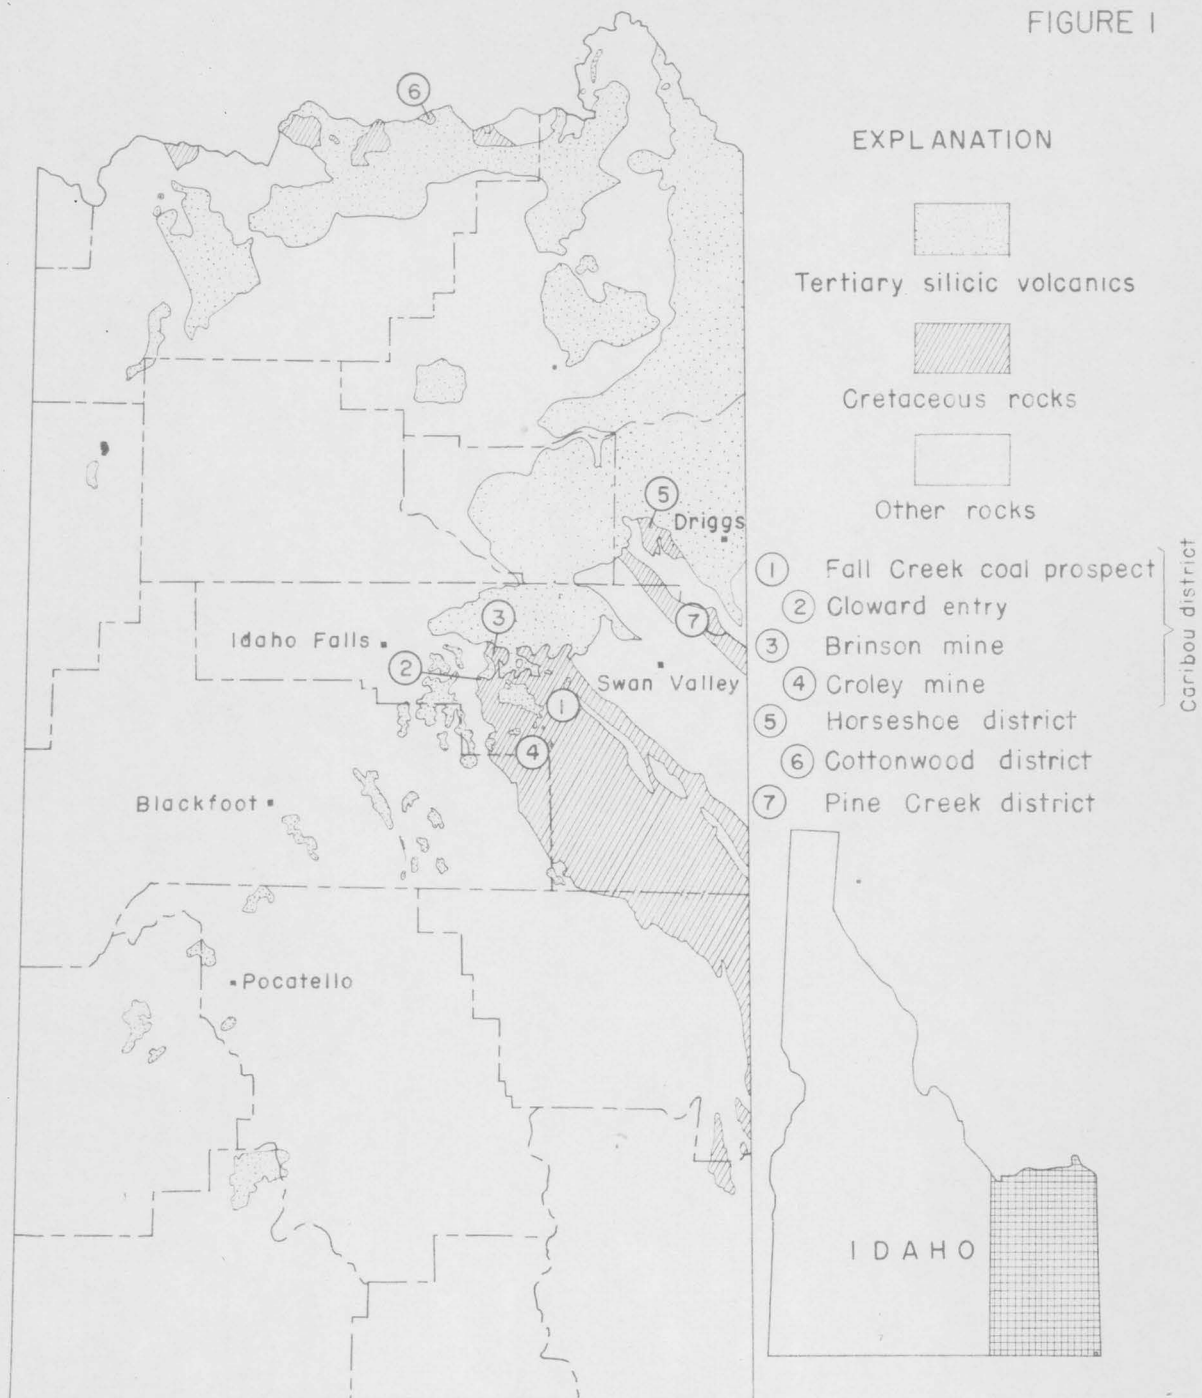 FIGURE 1
6
EXPLANATION
Tertiary silicic volcanics
Cretaceous rocks
Other rocks
5
Driggs
1 Fall Creek coal prospect
2 Cloward entry
3 Brinson mine
4 Croley mine
5 Horseshoe district
6 Cottonwood district
7 Pine Creek district
Caribou district
3
7
Idaho Falls
2
Swan Valley
1
4
Blackfoot
Pocatello
IDAHO